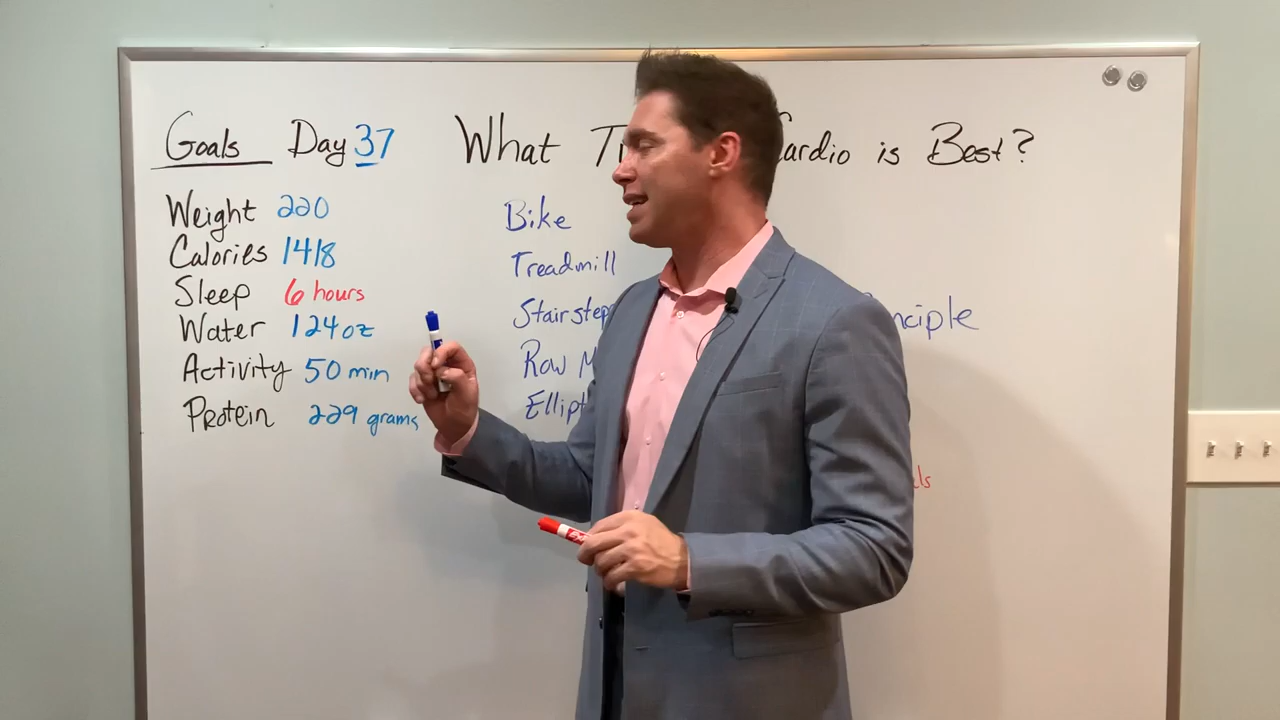 Goals Day 37
Weight 220
Calories 1418
Sleep 6 hours
Water 124oz
Activity 50 min
Protein 229 grams
What Cardio is Best?
Bike
Treadmill
Row